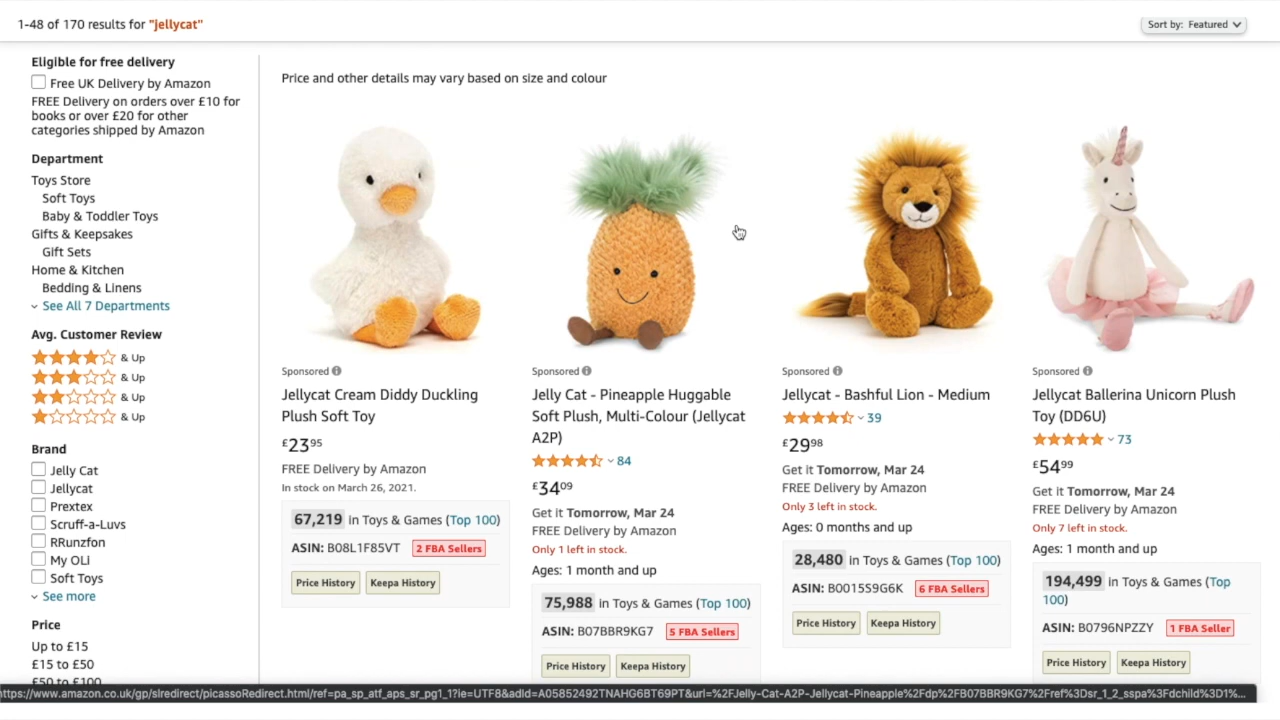 1-48 of 170 results for "jellycat"
Sort by: Featured
Eligible for free delivery
Free UK Delivery by Amazon
FREE Delivery on orders over £10 for
books or over £20 for other
categories shipped by Amazon
Department
Toys Store
Soft Toys
Baby & Toddler Toys
Gifts & Keepsakes
Gift Sets
Home & Kitchen
Bedding & Linens
See All 7 Departments
Avg. Customer Review
& Up
& Up
& Up
& Up
Brand
Jelly Cat
Jellycat
Prextex
Scruff-a-Luvs
RRunzfon
My OLi
Soft Toys
See more
Price
Up to £15
£15 to £50
£50 to £100
Price and other details may vary based on size and colour
Sponsored
Jellycat Cream Diddy Duckling
Plush Soft Toy
£23.95
FREE Delivery by Amazon
In stock on March 26, 2021.
67,219 in Toys & Games (Top 100)
ASIN: B08L1F85VT 2 FBA Sellers
Price History Keepa History
Sponsored
Jelly Cat - Pineapple Huggable
Soft Plush, Multi-Colour (Jellycat
A2P)
84
£34.09
Get it Tomorrow, Mar 24
FREE Delivery by Amazon
Only 1 left in stock.
Ages: 1 month and up
75,988 in Toys & Games (Top 100)
ASIN: B07BBR9KG7 5 FBA Sellers
Price History Keepa History
Sponsored
Jellycat - Bashful Lion - Medium
39
£29.98
Get it Tomorrow, Mar 24
FREE Delivery by Amazon
Only 3 left in stock.
Ages: 0 months and up
28,480 in Toys & Games (Top 100)
ASIN: B001559G6K 6 FBA Sellers
Price History Keepa History
Sponsored
Jellycat Ballerina Unicorn Plush
Toy (DD6U)
73
£54.99
Get it Tomorrow, Mar 24
FREE Delivery by Amazon
Only 7 left in stock.
Ages: 1 month and up
194,499 in Toys & Games (Top
100)
ASIN: B0796NPZZY 1 FBA Seller
Price History Keepa History
https://www.amazon.co.uk/gp/slredirect/picassoRedirect.html/ref=pa_sp_atf_aps_sr_pg1_1?ie=UTF8&adId=A05852492TNAHG6BT69PT&url=%2FJelly-Cat-A2P-Jellycat-Pineapple%2Fdp%2FB07BBR9KG7%2Fref%3Dsr_1_2_sspa%3Fdchild%3D1%...